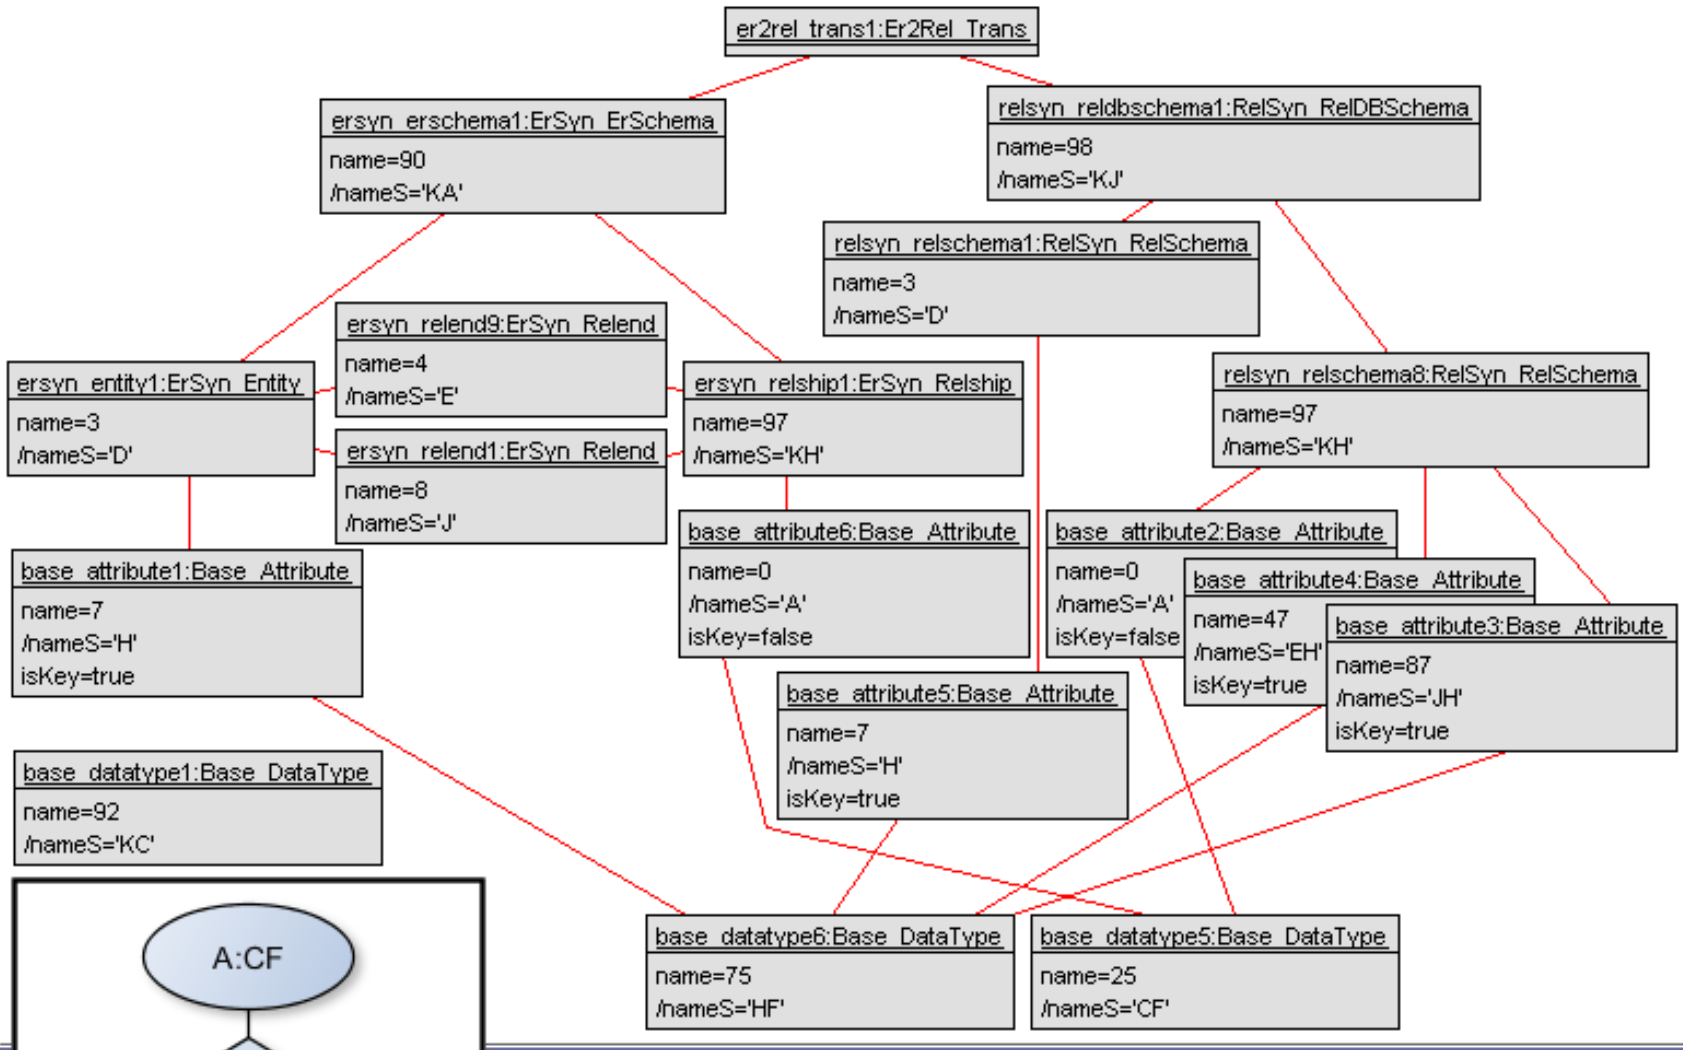 er2rel_trans1:Er2Rel_Trans
ersyn_erschema1:ErSyn_ErSchema
name=90
/nameS='KA'
relsyn_reldbschema1:RelSyn_RelDBSchema
name=98
/nameS='KJ'
relsyn_relschema1:RelSyn_RelSchema
name=3
/nameS='D'
ersyn_relend9:ErSyn_Relend
name=4
/nameS='E'
ersyn_entity1:ErSyn_Entity
name=3
/nameS='D'
ersyn_relship1:ErSyn_Relship
name=97
/nameS='KH'
relsyn_relschema8:RelSyn_RelSchema
name=97
/nameS='KH'
ersyn_relend1:ErSyn_Relend
name=8
/nameS='J'
base_attribute1:Base_Attribute
name=7
/nameS='H'
isKey=true
base_attribute6:Base_Attribute
name=0
/nameS='A'
isKey=false
base_attribute2:Base_Attribute
name=0
/nameS='A'
isKey=false
base_attribute4:Base_Attribute
name=47
/nameS='EH'
isKey=true
base_attribute3:Base_Attribute
name=87
/nameS='JH'
isKey=true
base_attribute5:Base_Attribute
name=7
/nameS='H'
isKey=true
base_datatype1:Base_DataType
name=92
/nameS='KC'
base_datatype6:Base_DataType
name=75
/nameS='HF'
base_datatype5:Base_DataType
name=25
/nameS='CF'
A:CF